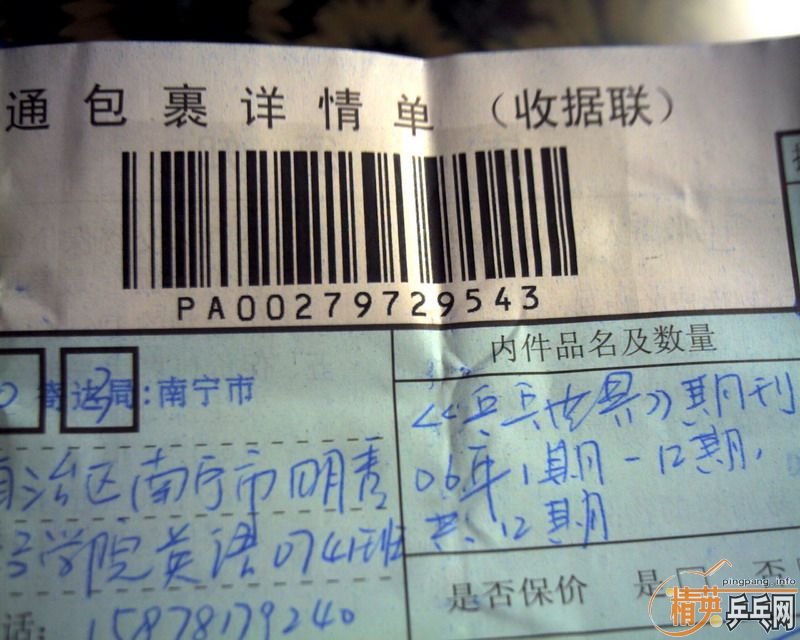 通包裹详情单（收据联）
PA00279729543
内件品名及数量
寄达局:南宁市
3
治区南宁市明秀
学院英语0741班
话: 15878179240
<<乒乓世界>>期刊
06年1期-12期,
共12期
是否保价 是 否
pingpang.info
精英乒乓网